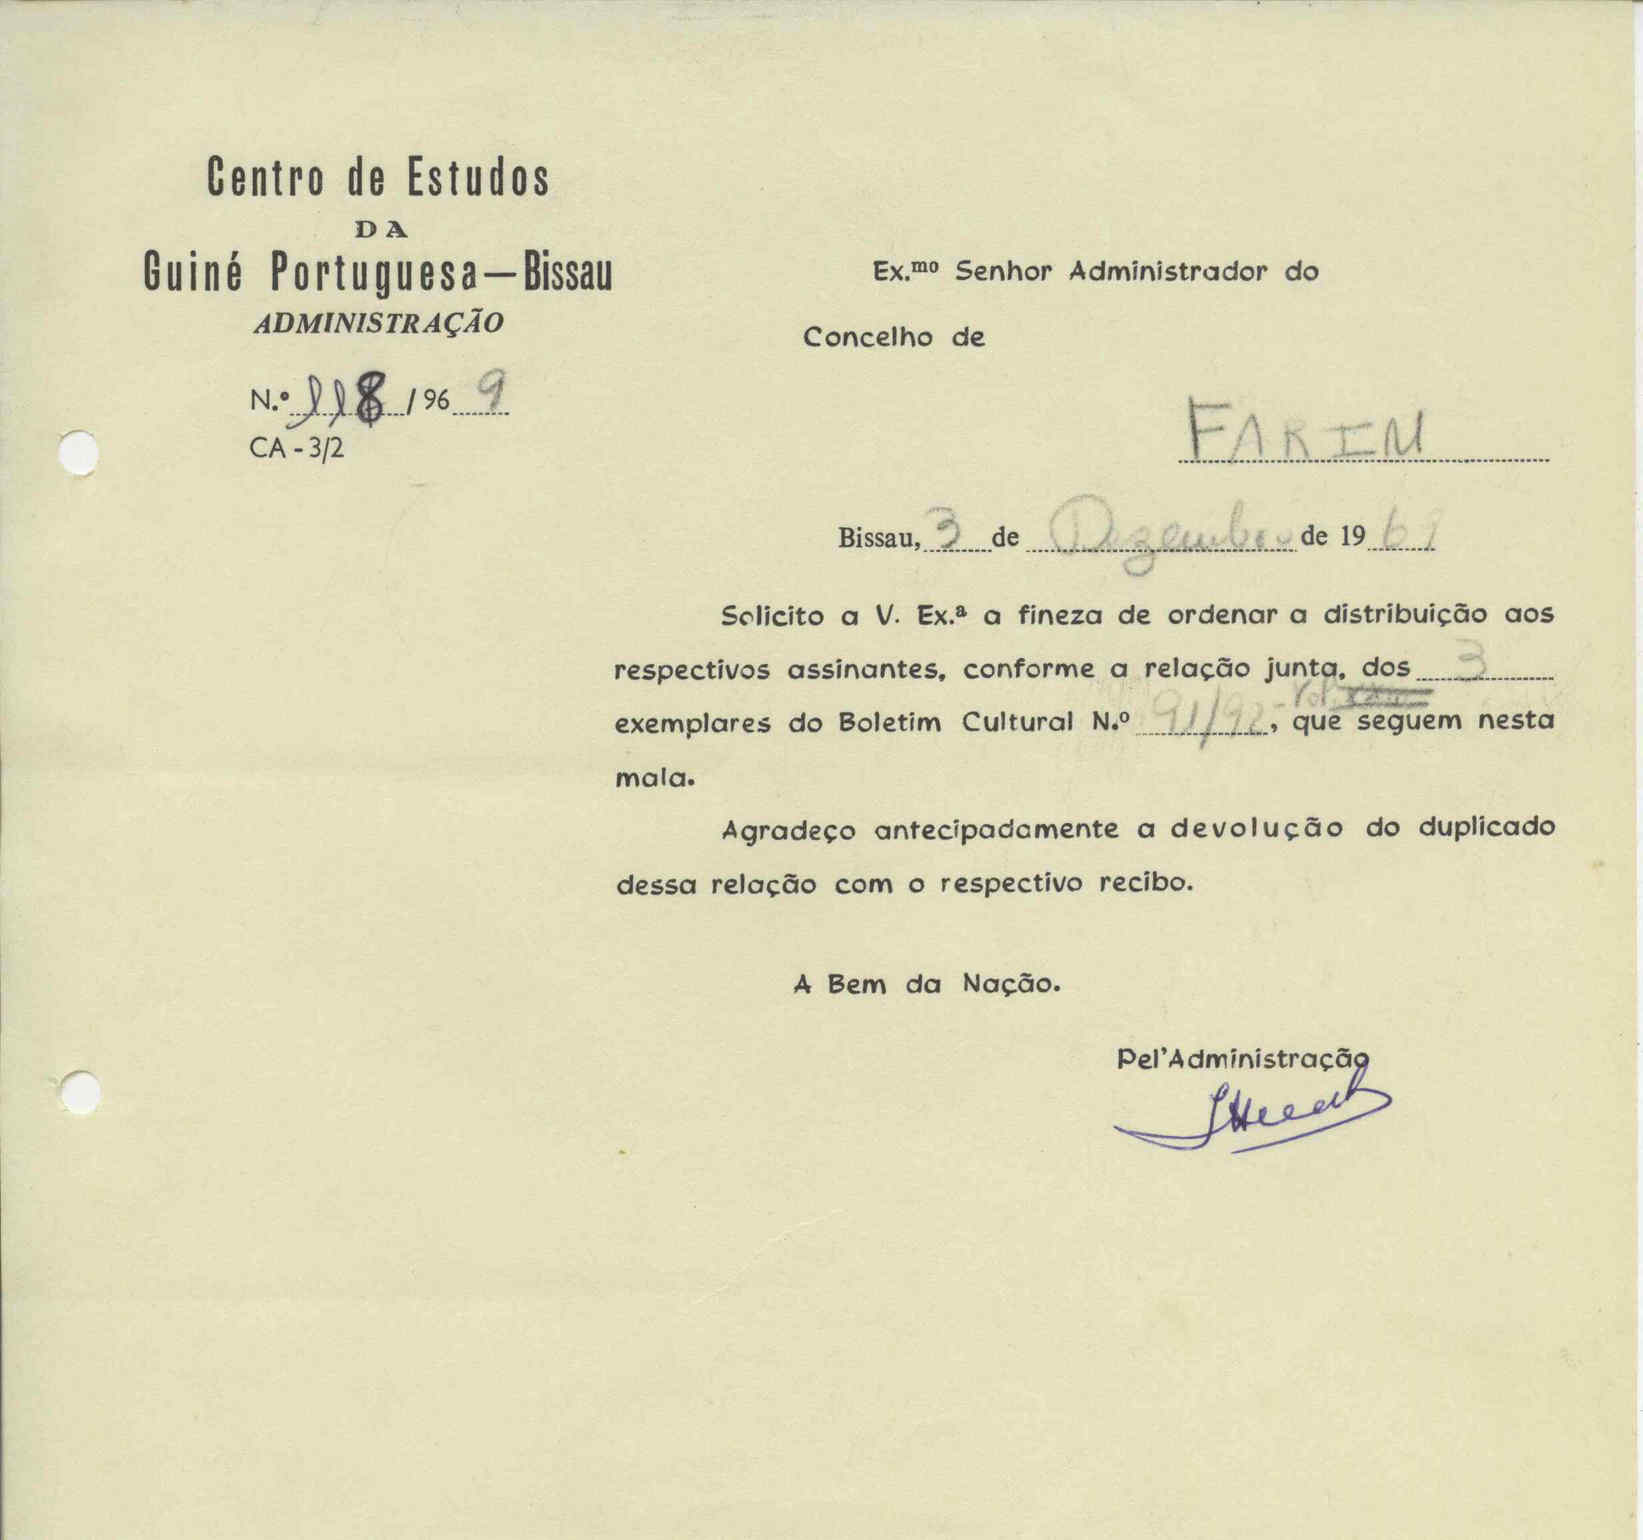 Centro de Estudos
DA
Guiné Portuguesa—Bissau
ADMINISTRAÇÃO
N.º 118 / 969
CA - 3/2
Ex.mo Senhor Administrador do
Concelho de
FARIM
Bissau, 3 de Dezembro de 1969
Solicito a V. Ex.ª a fineza de ordenar a distribuição aos
respectivos assinantes, conforme a relação junta, dos 3
exemplares do Boletim Cultural N.º 91/92 - Vol , que seguem nesta
mala.
Agradeço antecipadamente a devolução do duplicado
dessa relação com o respectivo recibo.
A Bem da Nação.
Pel'Administração